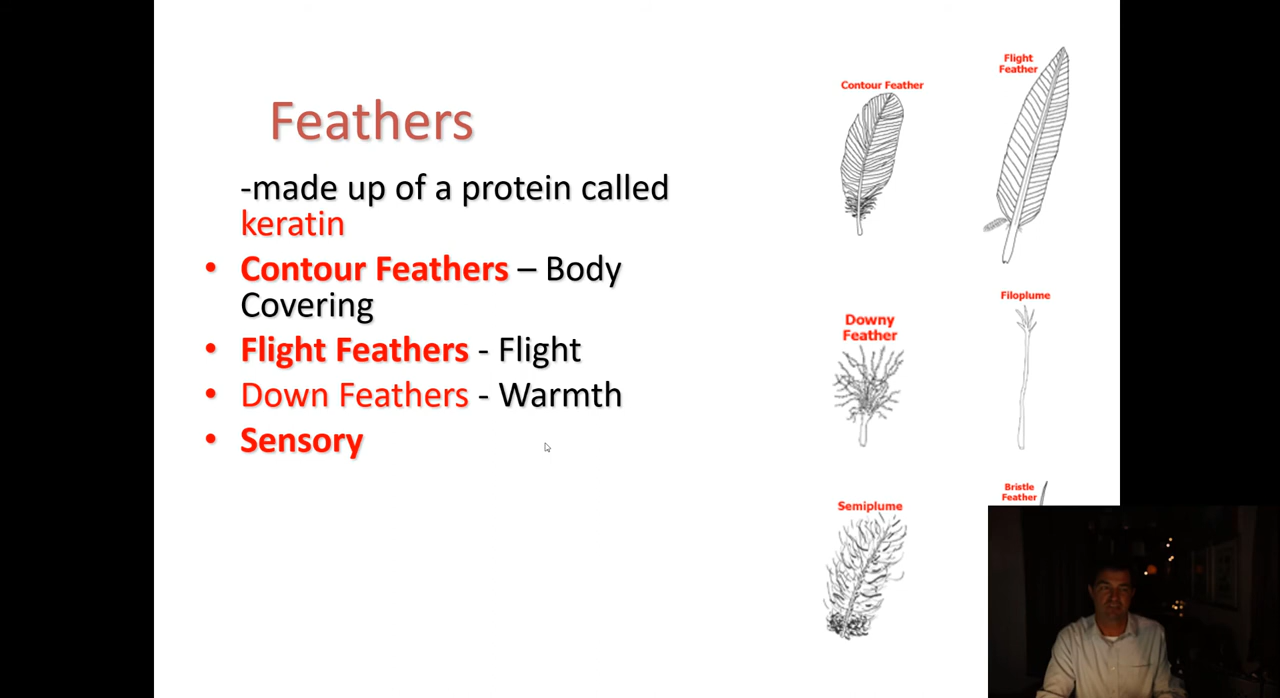 Feathers
-made up of a protein called
keratin
• Contour Feathers – Body
Covering
• Flight Feathers - Flight
• Down Feathers - Warmth
• Sensory
Contour Feather
Flight
Feather
Downy
Feather
Filoplume
Semiplume
Bristle
Feather